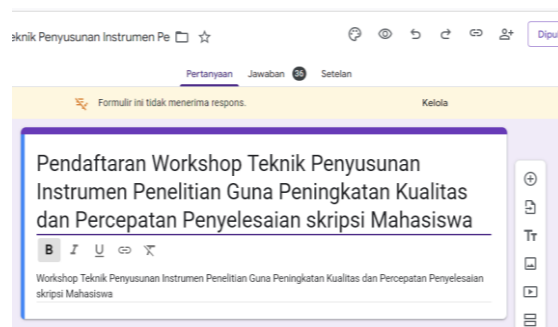 eknik Penyusunan Instrumen Pe
Dipu
Pertanyaan Jawaban 36 Setelan
Formulir ini tidak menerima respons. Kelola
Pendaftaran Workshop Teknik Penyusunan
Instrumen Penelitian Guna Peningkatan Kualitas
dan Percepatan Penyelesaian skripsi Mahasiswa
B I U
Workshop Teknik Penyusunan Instrumen Penelitian Guna Peningkatan Kualitas dan Percepatan Penyelesaian
skripsi Mahasiswa
Tт